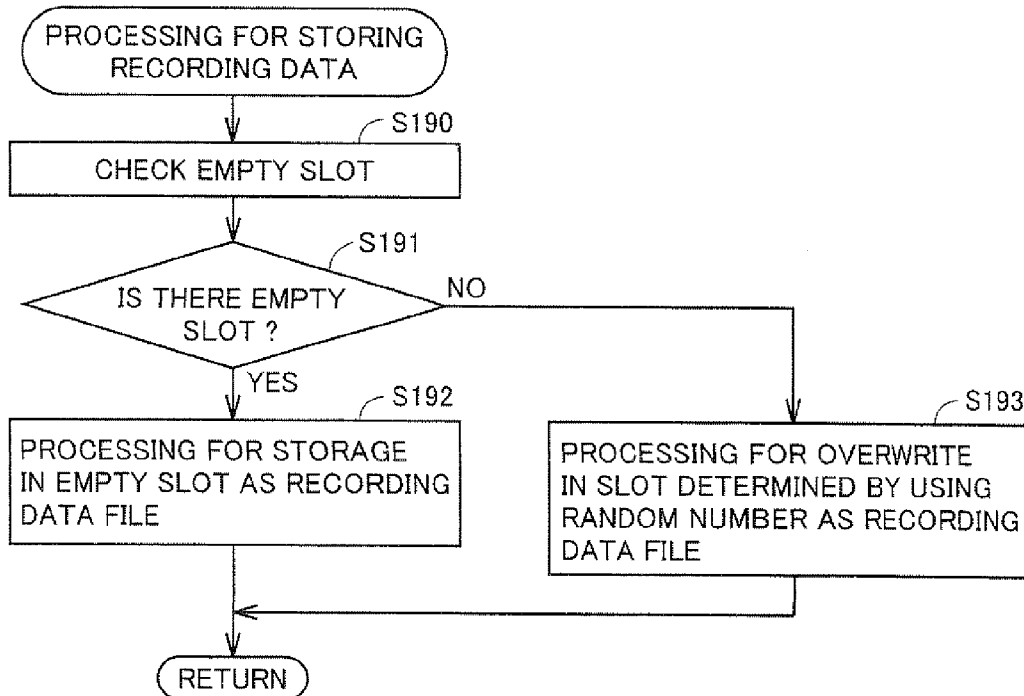 PROCESSING FOR STORING
RECORDING DATA
S190
CHECK EMPTY SLOT
S191
IS THERE EMPTY
SLOT ?
NO
YES
S192
PROCESSING FOR STORAGE
IN EMPTY SLOT AS RECORDING
DATA FILE
S193
PROCESSING FOR OVERWRITE
IN SLOT DETERMINED BY USING
RANDOM NUMBER AS RECORDING
DATA FILE
RETURN